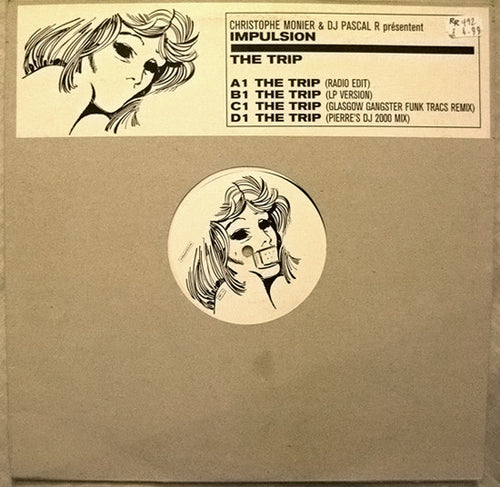 CHRISTOPHE MONIER & DJ PASCAL R présentent
IMPULSION
THE TRIP
A1 THE TRIP (RADIO EDIT)
B1 THE TRIP (LP VERSION)
C1 THE TRIP (GLASGOW GANGSTER FUNK TRACS REMIX)
D1 THE TRIP (PIERRE'S DJ 2000 MIX)